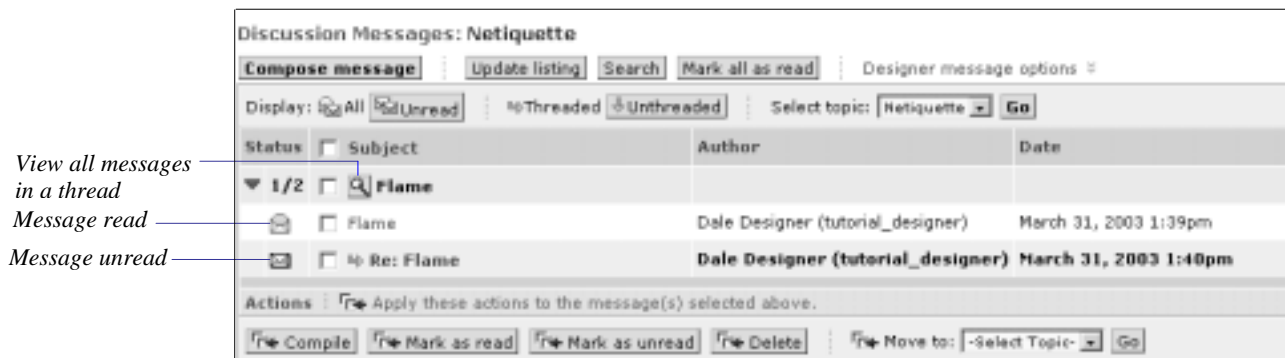 Discussion Messages: Netiquette
Compose message Update listing Search Mark all as read Designer message options
Display: All Unread Threaded Unthreaded Select topic: Netiquette Go
Status Subject Author Date
View all messages
in a thread
1/2 Flame
Message read
Flame Dale Designer (tutorial_designer) March 31, 2003 1:39pm
Message unread
Re: Flame Dale Designer (tutorial_designer) March 31, 2003 1:40pm
Actions Apply these actions to the message(s) selected above.
Compile Mark as read Mark as unread Delete Move to: -Select Topic- Go